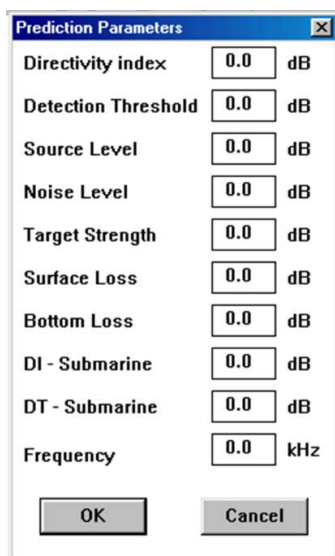 Prediction Parameters
Directivity index 0.0 dB
Detection Threshold 0.0 dB
Source Level 0.0 dB
Noise Level 0.0 dB
Target Strength 0.0 dB
Surface Loss 0.0 dB
Bottom Loss 0.0 dB
DI - Submarine 0.0 dB
DT - Submarine 0.0 dB
Frequency 0.0 kHz
OK Cancel